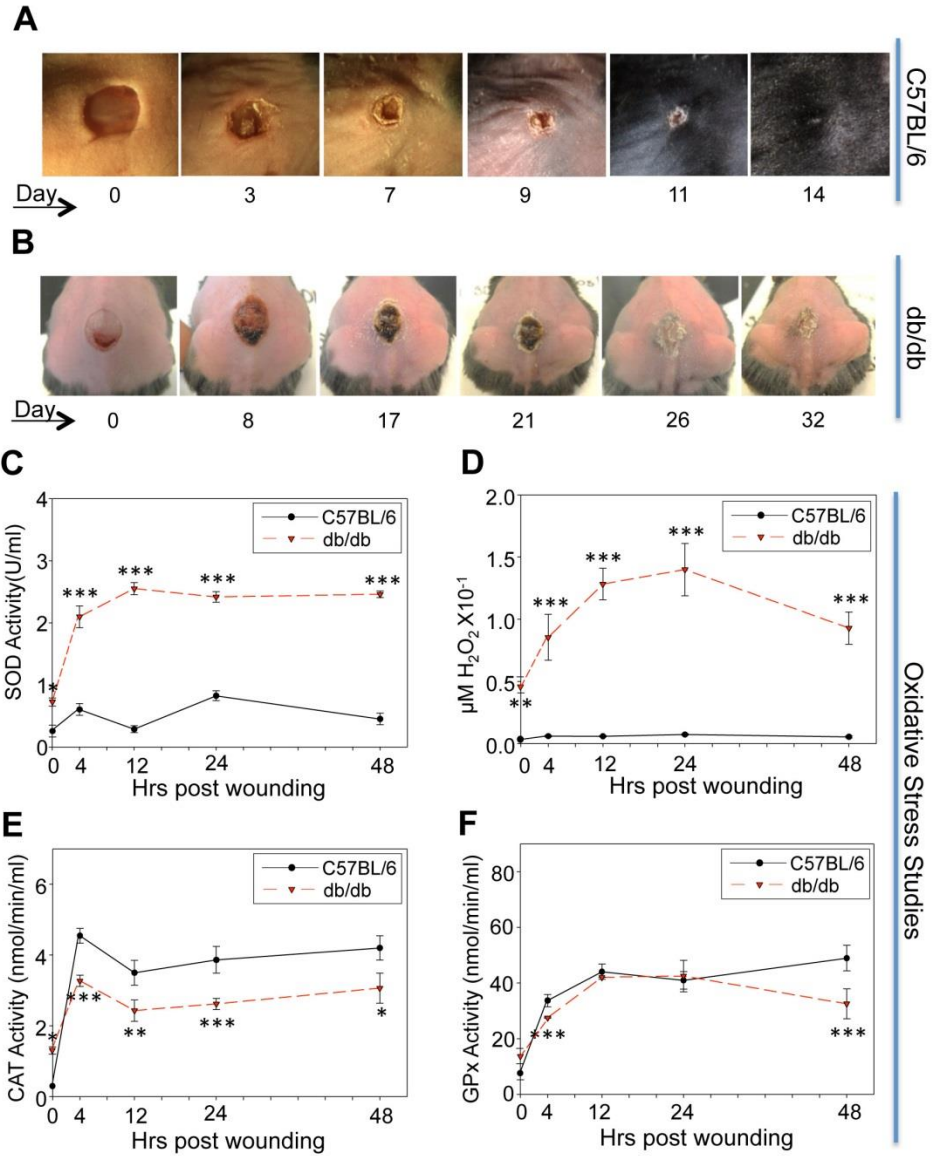 A
C57BL/6
Day
0 3 7 9 11 14
B
db/db
Day
0 8 17 21 26 32
C
SOD Activity(U/ml)
4
3
2
1
0
C57BL/6
db/db
*
***
***
***
***
0 4 12 24 48
Hrs post wounding
D
µM H₂O₂ X10⁻¹
2.0
1.5
1.0
0.5
0.0
C57BL/6
db/db
**
***
***
***
***
0 4 12 24 48
Hrs post wounding
E
CAT Activity (nmol/min/ml)
6
4
2
0
C57BL/6
db/db
*
***
**
***
*
0 4 12 24 48
Hrs post wounding
F
GPx Activity (nmol/min/ml)
80
60
40
20
0
C57BL/6
db/db
***
***
0 4 12 24 48
Hrs post wounding
Oxidative Stress Studies